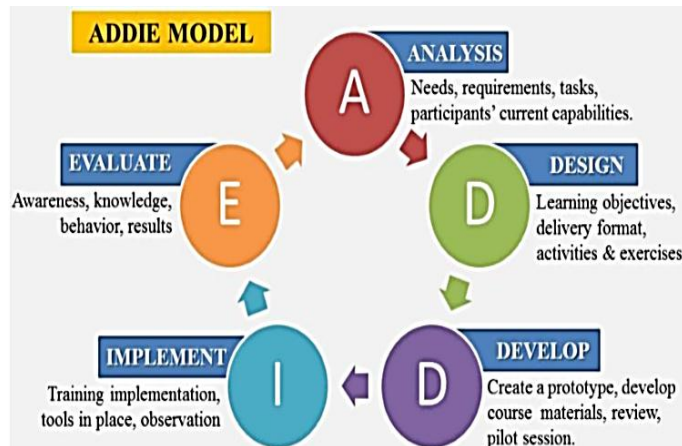 ADDIE MODEL
A
ANALYSIS
Needs, requirements, tasks,
participants' current capabilities.
D
DESIGN
Learning objectives,
delivery format,
activities & exercises
D
DEVELOP
Create a prototype, develop
course materials, review,
pilot session.
I
IMPLEMENT
Training implementation,
tools in place, observation
E
EVALUATE
Awareness, knowledge,
behavior, results